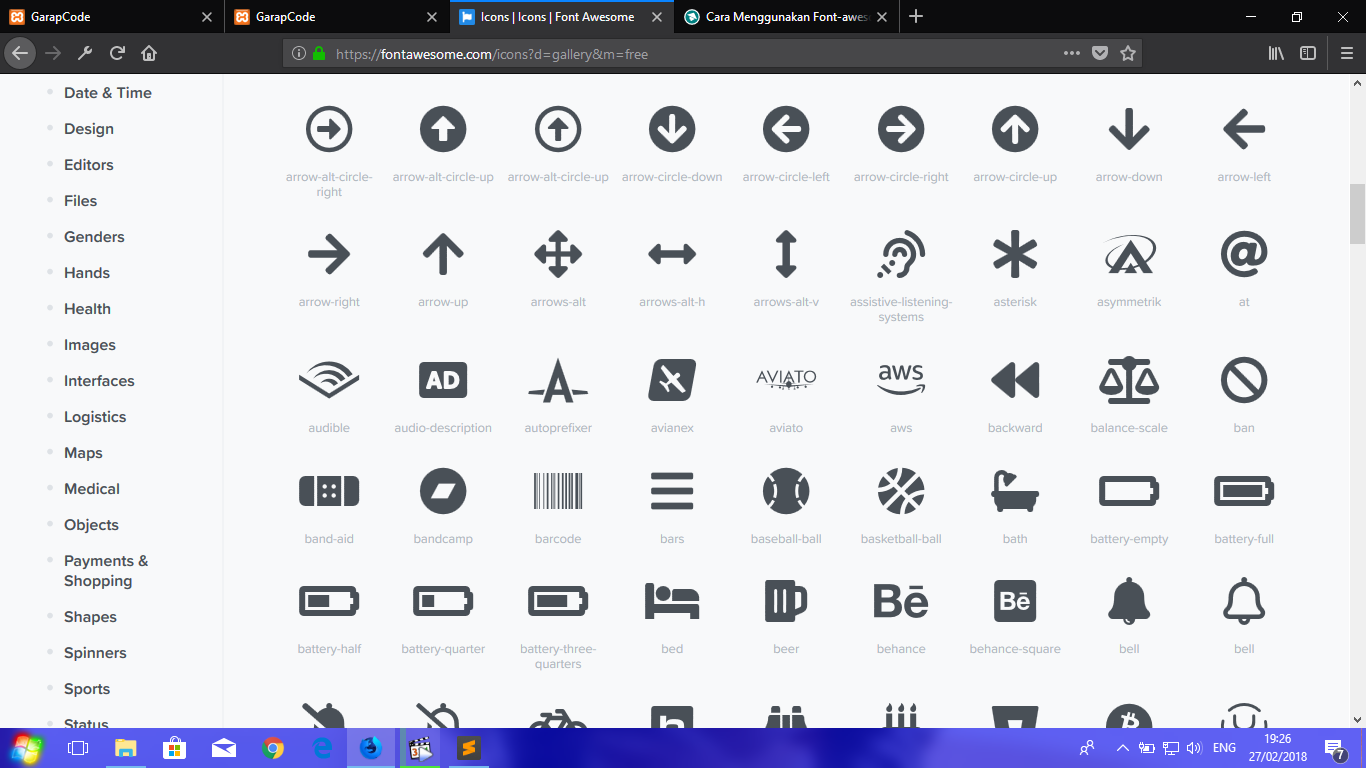 GarapCode
GarapCode
Icons | Icons | Font Awesome
Cara Menggunakan Font-awes
https://fontawesome.com/icons?d=gallery&m=free
Date & Time
Design
Editors
Files
Genders
Hands
Health
Images
Interfaces
Logistics
Maps
Medical
Objects
Payments &
Shopping
Shapes
Spinners
Sports
Status
arrow-alt-circle-
right
arrow-alt-circle-up
arrow-alt-circle-up
arrow-circle-down
arrow-circle-left
arrow-circle-right
arrow-circle-up
arrow-down
arrow-left
arrow-right
arrow-up
arrows-alt
arrows-alt-h
arrows-alt-v
assistive-listening-
systems
asterisk
asymmetrik
@
at
audible
AD
audio-description
autoprefixer
avianex
AVIATO
aviato
aws
aws
backward
balance-scale
ban
band-aid
bandcamp
barcode
bars
baseball-ball
basketball-ball
bath
battery-empty
battery-full
battery-half
battery-quarter
battery-three-
quarters
bed
beer
Bē
behance
Bē
behance-square
bell
bell
ENG
19:26
27/02/2018
7